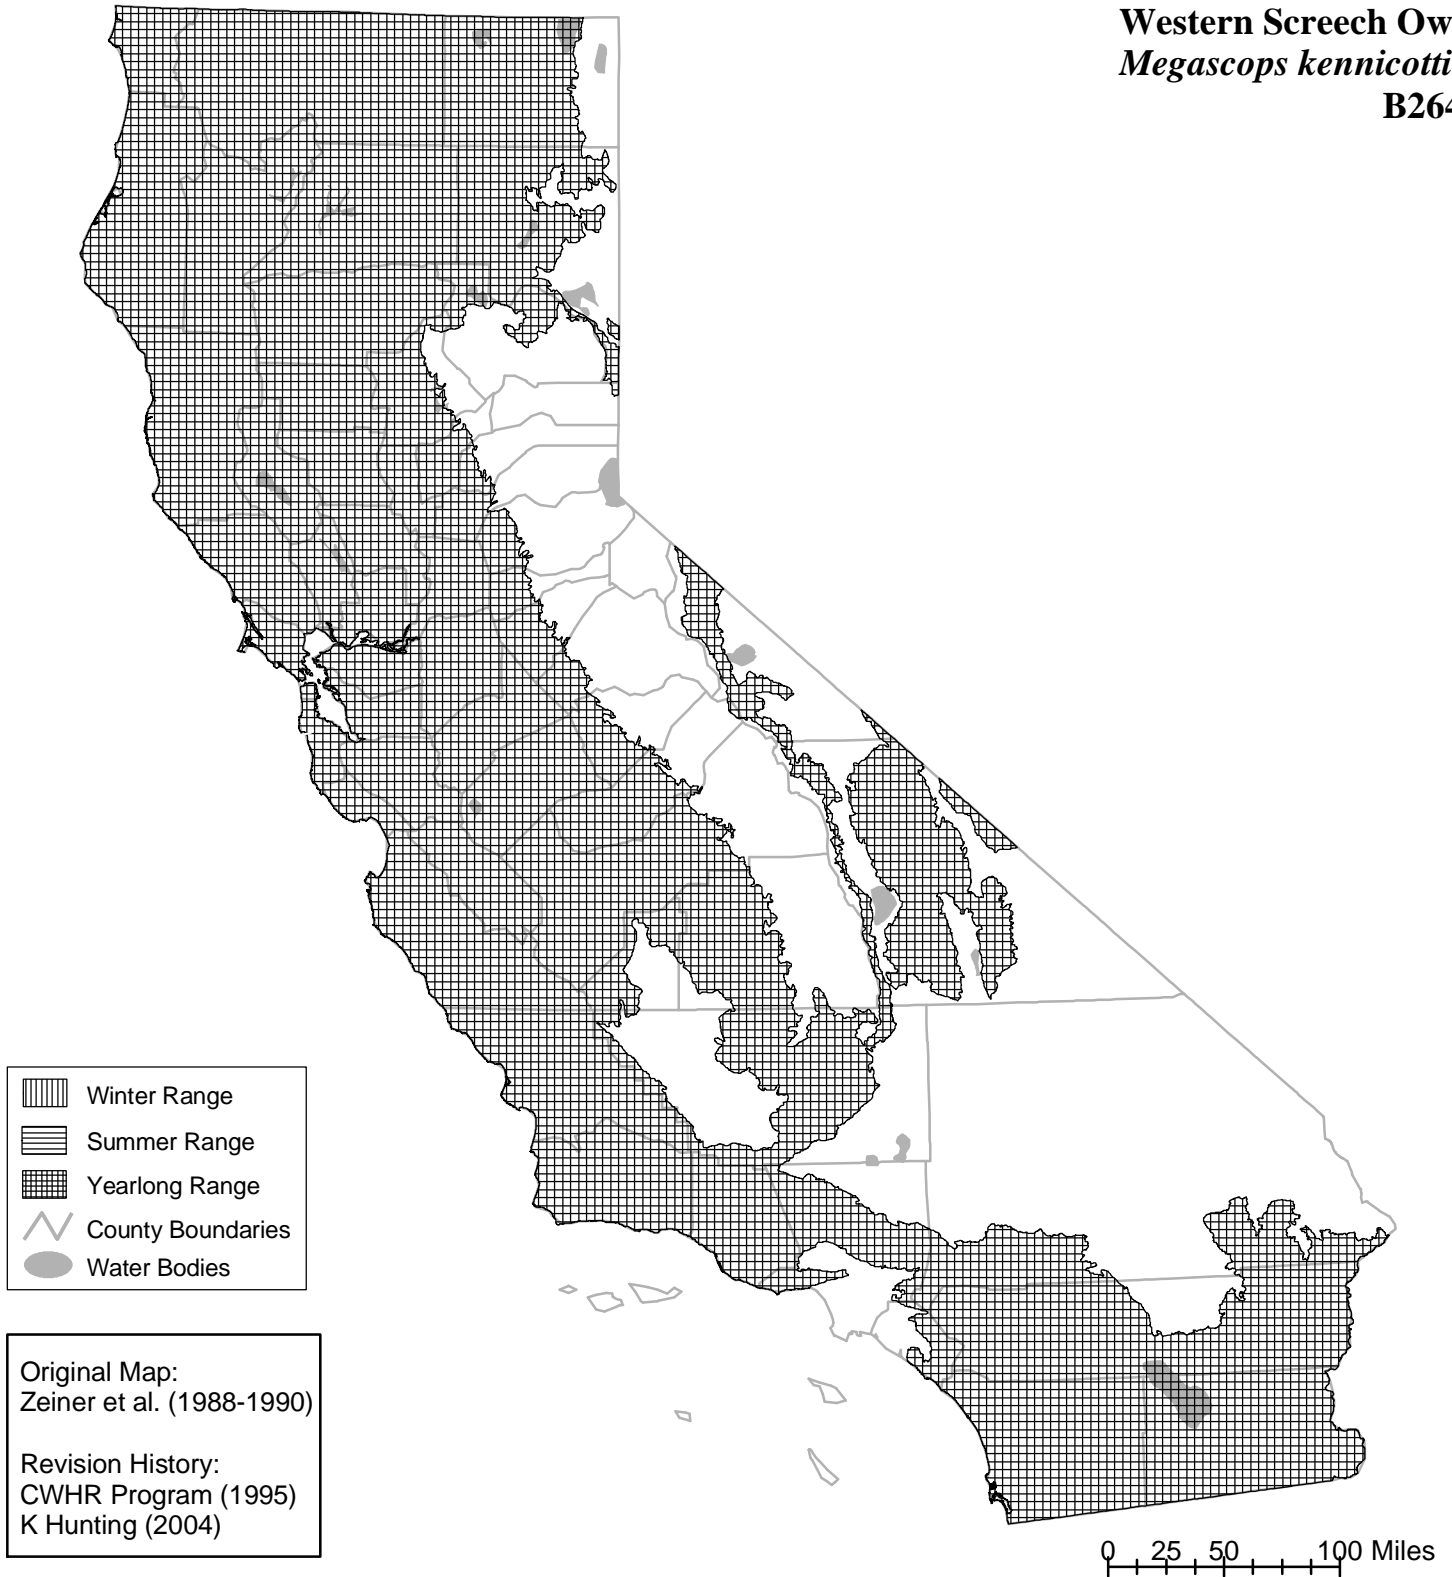 Western Screech Ow
Megascops kennicotti
B264
Winter Range
Summer Range
Yearlong Range
County Boundaries
Water Bodies
Original Map:
Zeiner et al. (1988-1990)
Revision History:
CWHR Program (1995)
K Hunting (2004)
0 25 50 100 Miles